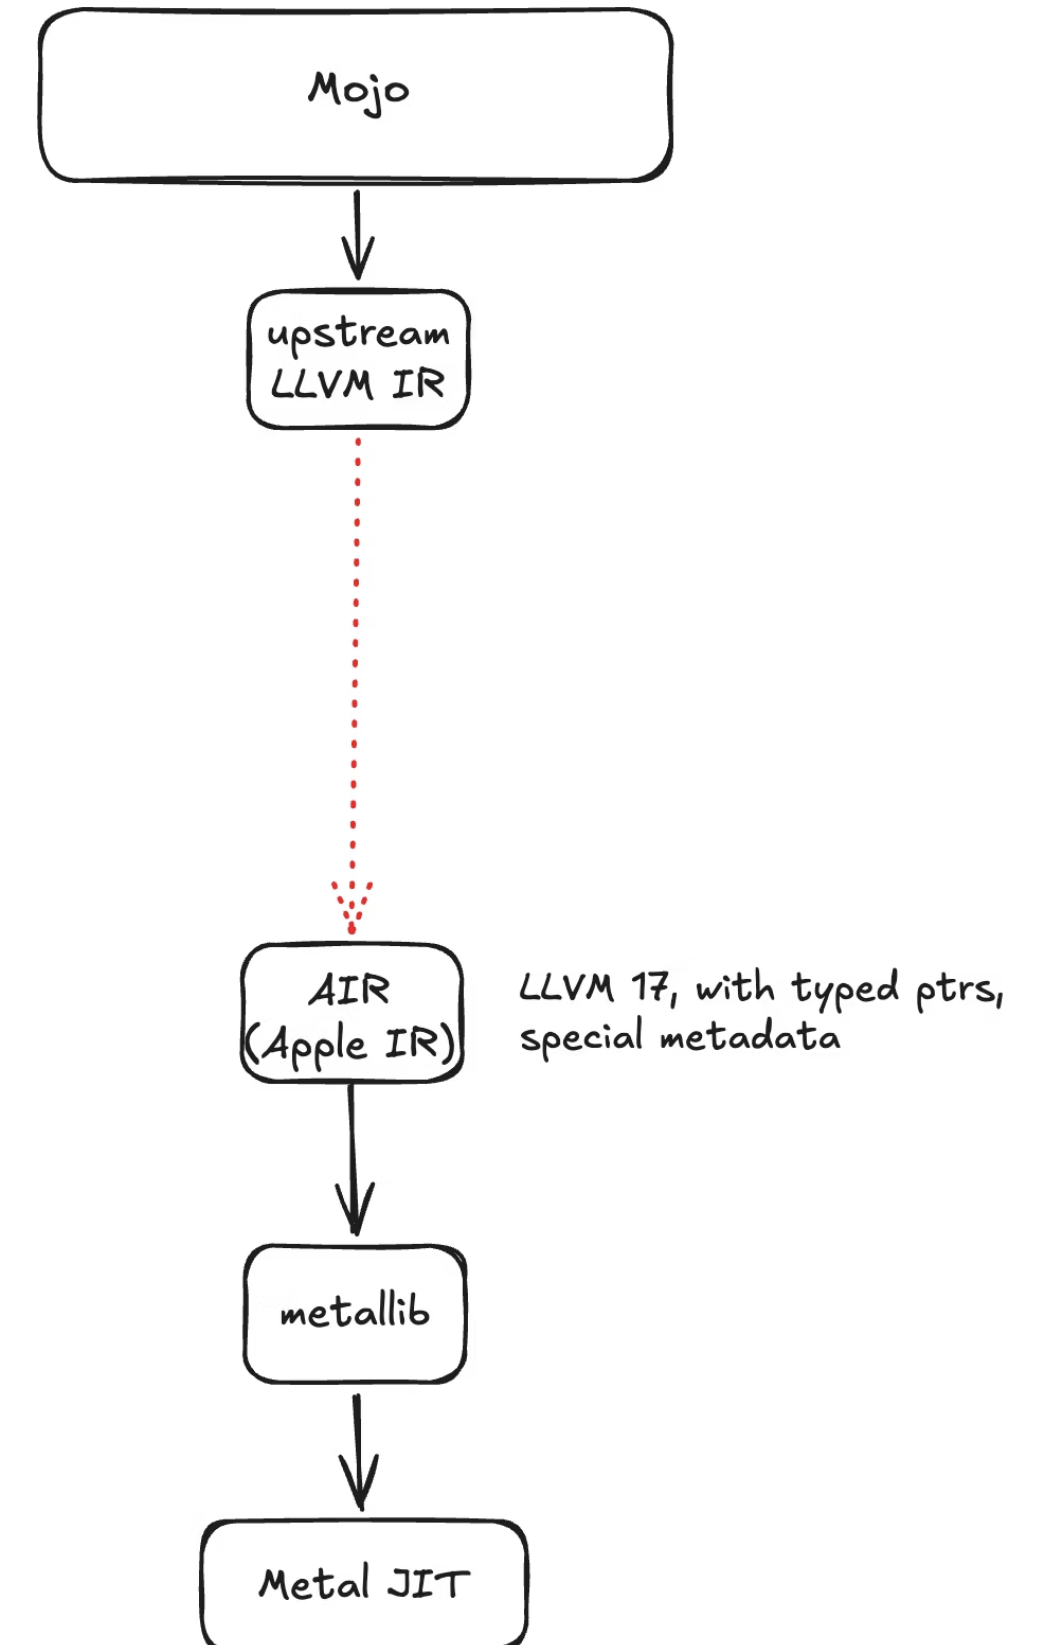 Mojo
upstream
LLVM IR
AIR
(Apple IR)
LLVM 17, with typed ptrs,
special metadata
metallib
Metal JIT